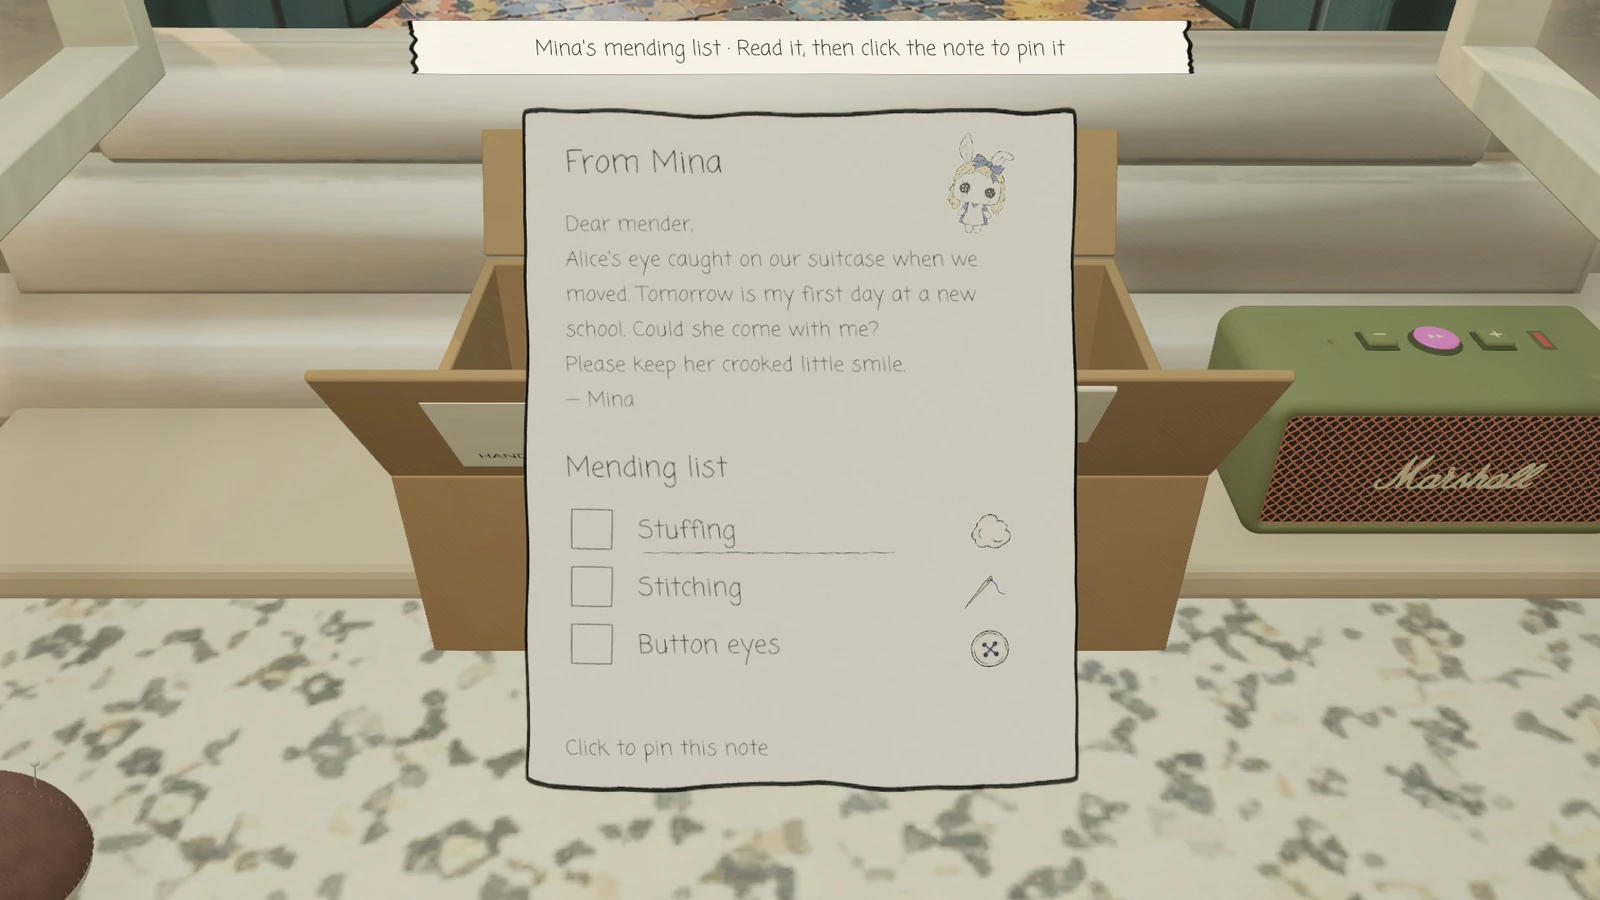 Mina's mending list · Read it, then click the note to pin it
From Mina
Dear mender,
Alice's eye caught on our suitcase when we
moved. Tomorrow is my first day at a new
school. Could she come with me?
Please keep her crooked little smile.
– Mina
Mending list
Stuffing
Stitching
Button eyes
Click to pin this note
Marshall